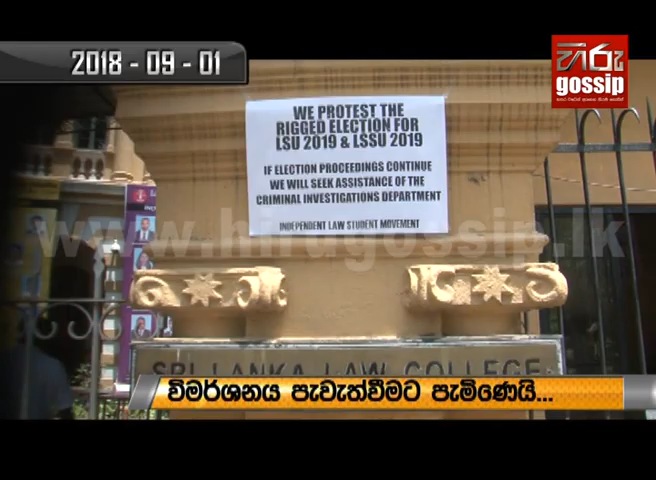 2018 - 09 - 01
හිරු
gossip
WE PROTEST THE
RIGGED ELECTION FOR
LSU 2019 & LSSU 2019
IF ELECTION PROCEEDINGS CONTINUE
WE WILL SEEK ASSISTANCE OF THE
CRIMINAL INVESTIGATIONS DEPARTMENT
INDEPENDENT LAW STUDENT MOVEMENT
www.hirugossip.lk
SRI LANKA LAW COLLEGE
විමර්ශනය පැවැත්වීමට පැමිණෙයි...